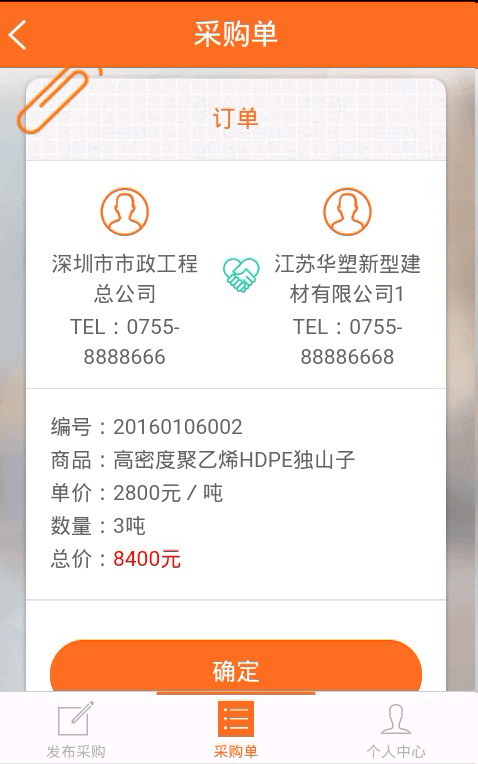 采购单
订单
深圳市市政工程
总公司
TEL：0755-
8888666
江苏华塑新型建
材有限公司1
TEL：0755-
88886668
编号：20160106002
商品：高密度聚乙烯HDPE独山子
单价：2800元 / 吨
数量：3吨
总价：8400元
确定
发布采购
采购单
个人中心